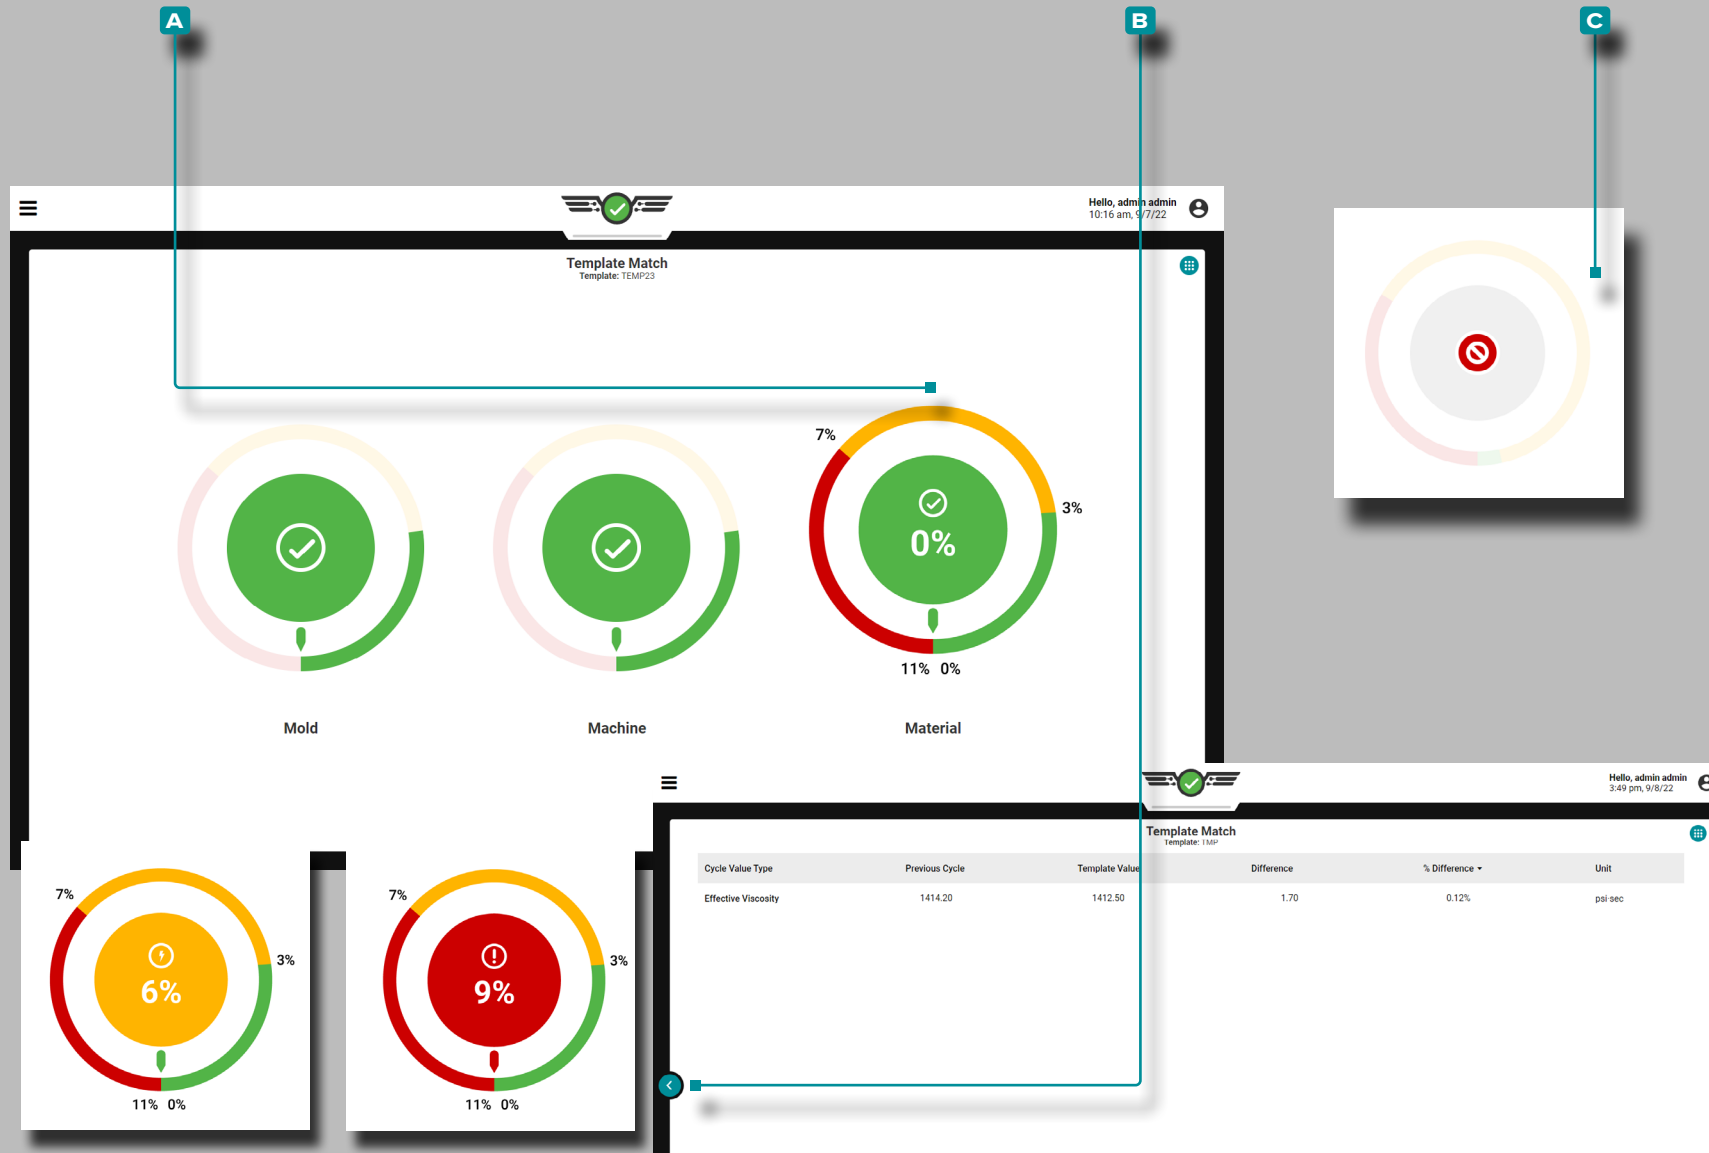 A
B
C
Hello, admin admin
10:16 am, 9/7/22
Template Match
Template: TEMP23
7%
3%
0%
11% 0%
Mold
Machine
Material
Hello, admin admin
3:49 pm, 9/8/22
Template Match
Template: TMP
Cycle Value Type Previous Cycle Template Value Difference % Difference Unit
Effective Viscosity 1414.20 1412.50 1.70 0.12% psi-sec
7%
3%
6%
11% 0%
7%
3%
9%
11% 0%